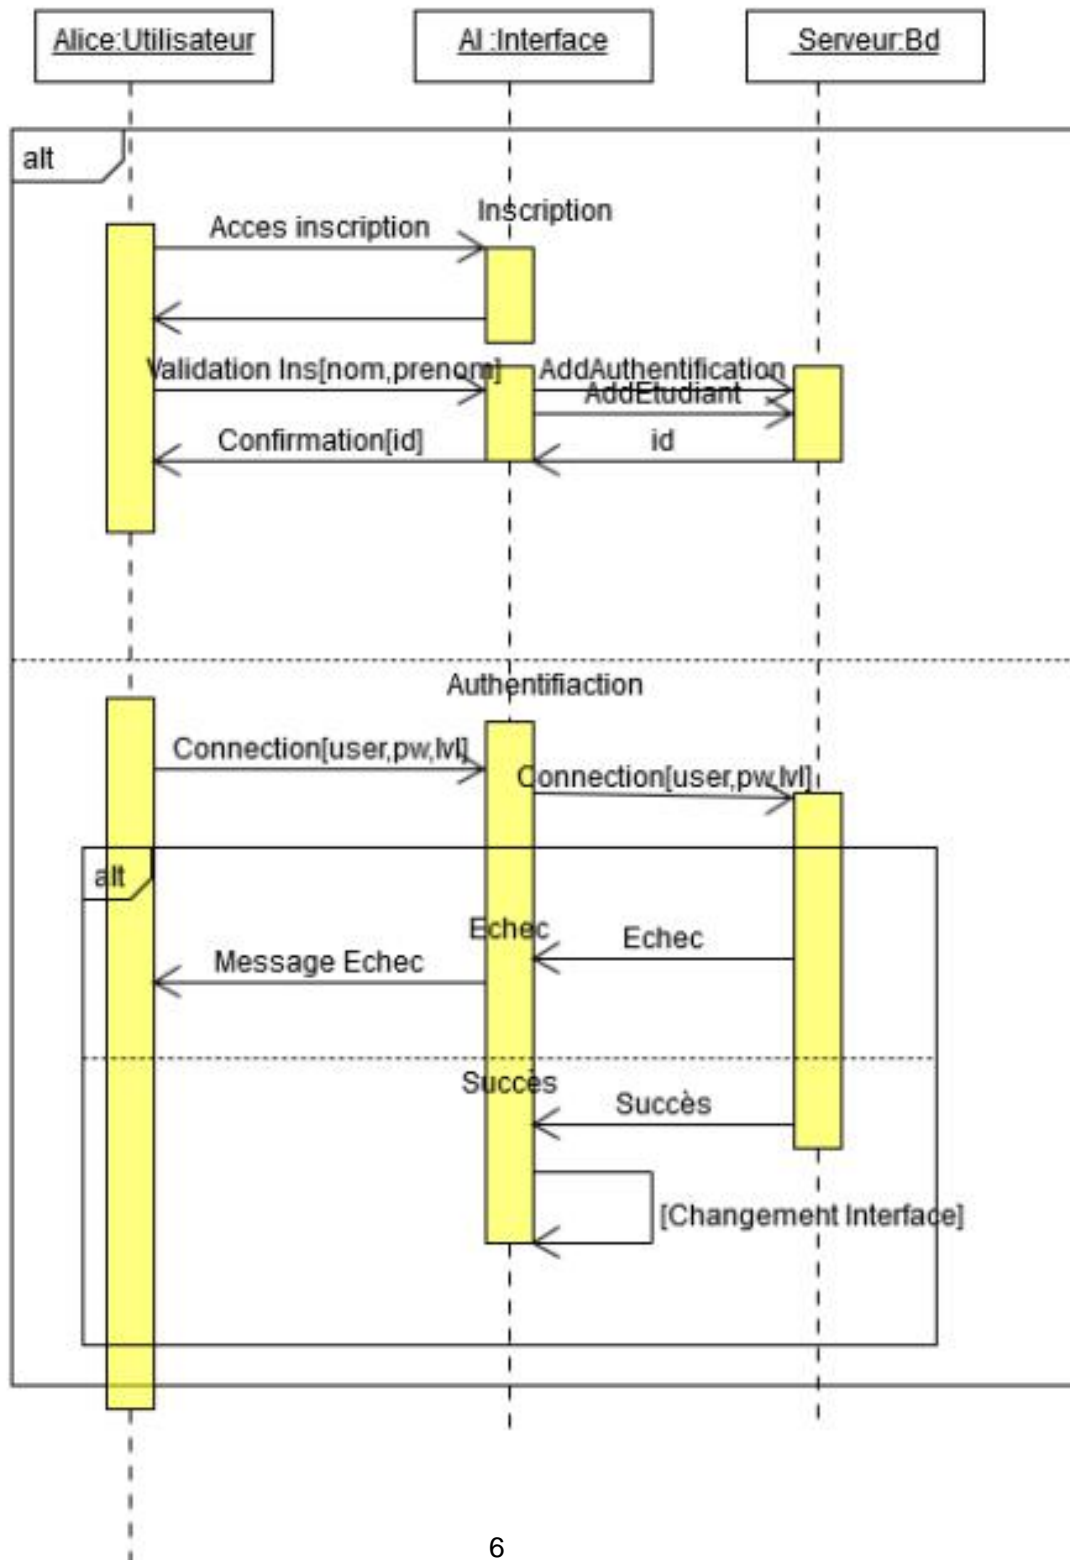 Alice:Utilisateur
AI :Interface
Serveur:Bd
alt
Inscription
Acces inscription
Validation Ins[nom,prenom]
AddAuthentification
AddEtudiant
Confirmation[id]
id
Authentifiaction
Connection[user,pw,lvl]
Connection[user,pw,lvl]
alt
Echec
Echec
Message Echec
Succès
Succès
[Changement Interface]
6